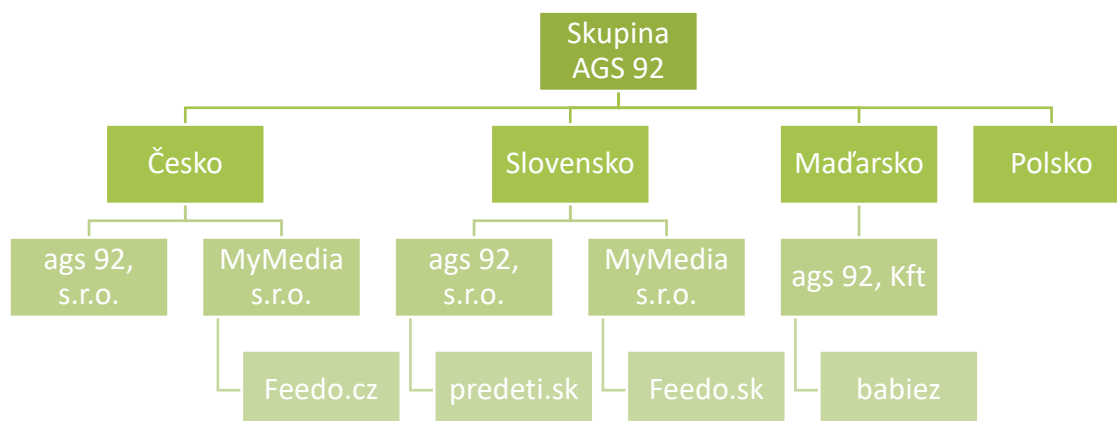 Skupina
AGS 92
Česko
Slovensko
Maďarsko
Polsko
ags 92,
s.r.o.
MyMedia
s.r.o.
ags 92,
s.r.o.
MyMedia
s.r.o.
ags 92, Kft
Feedo.cz
predeti.sk
Feedo.sk
babiez